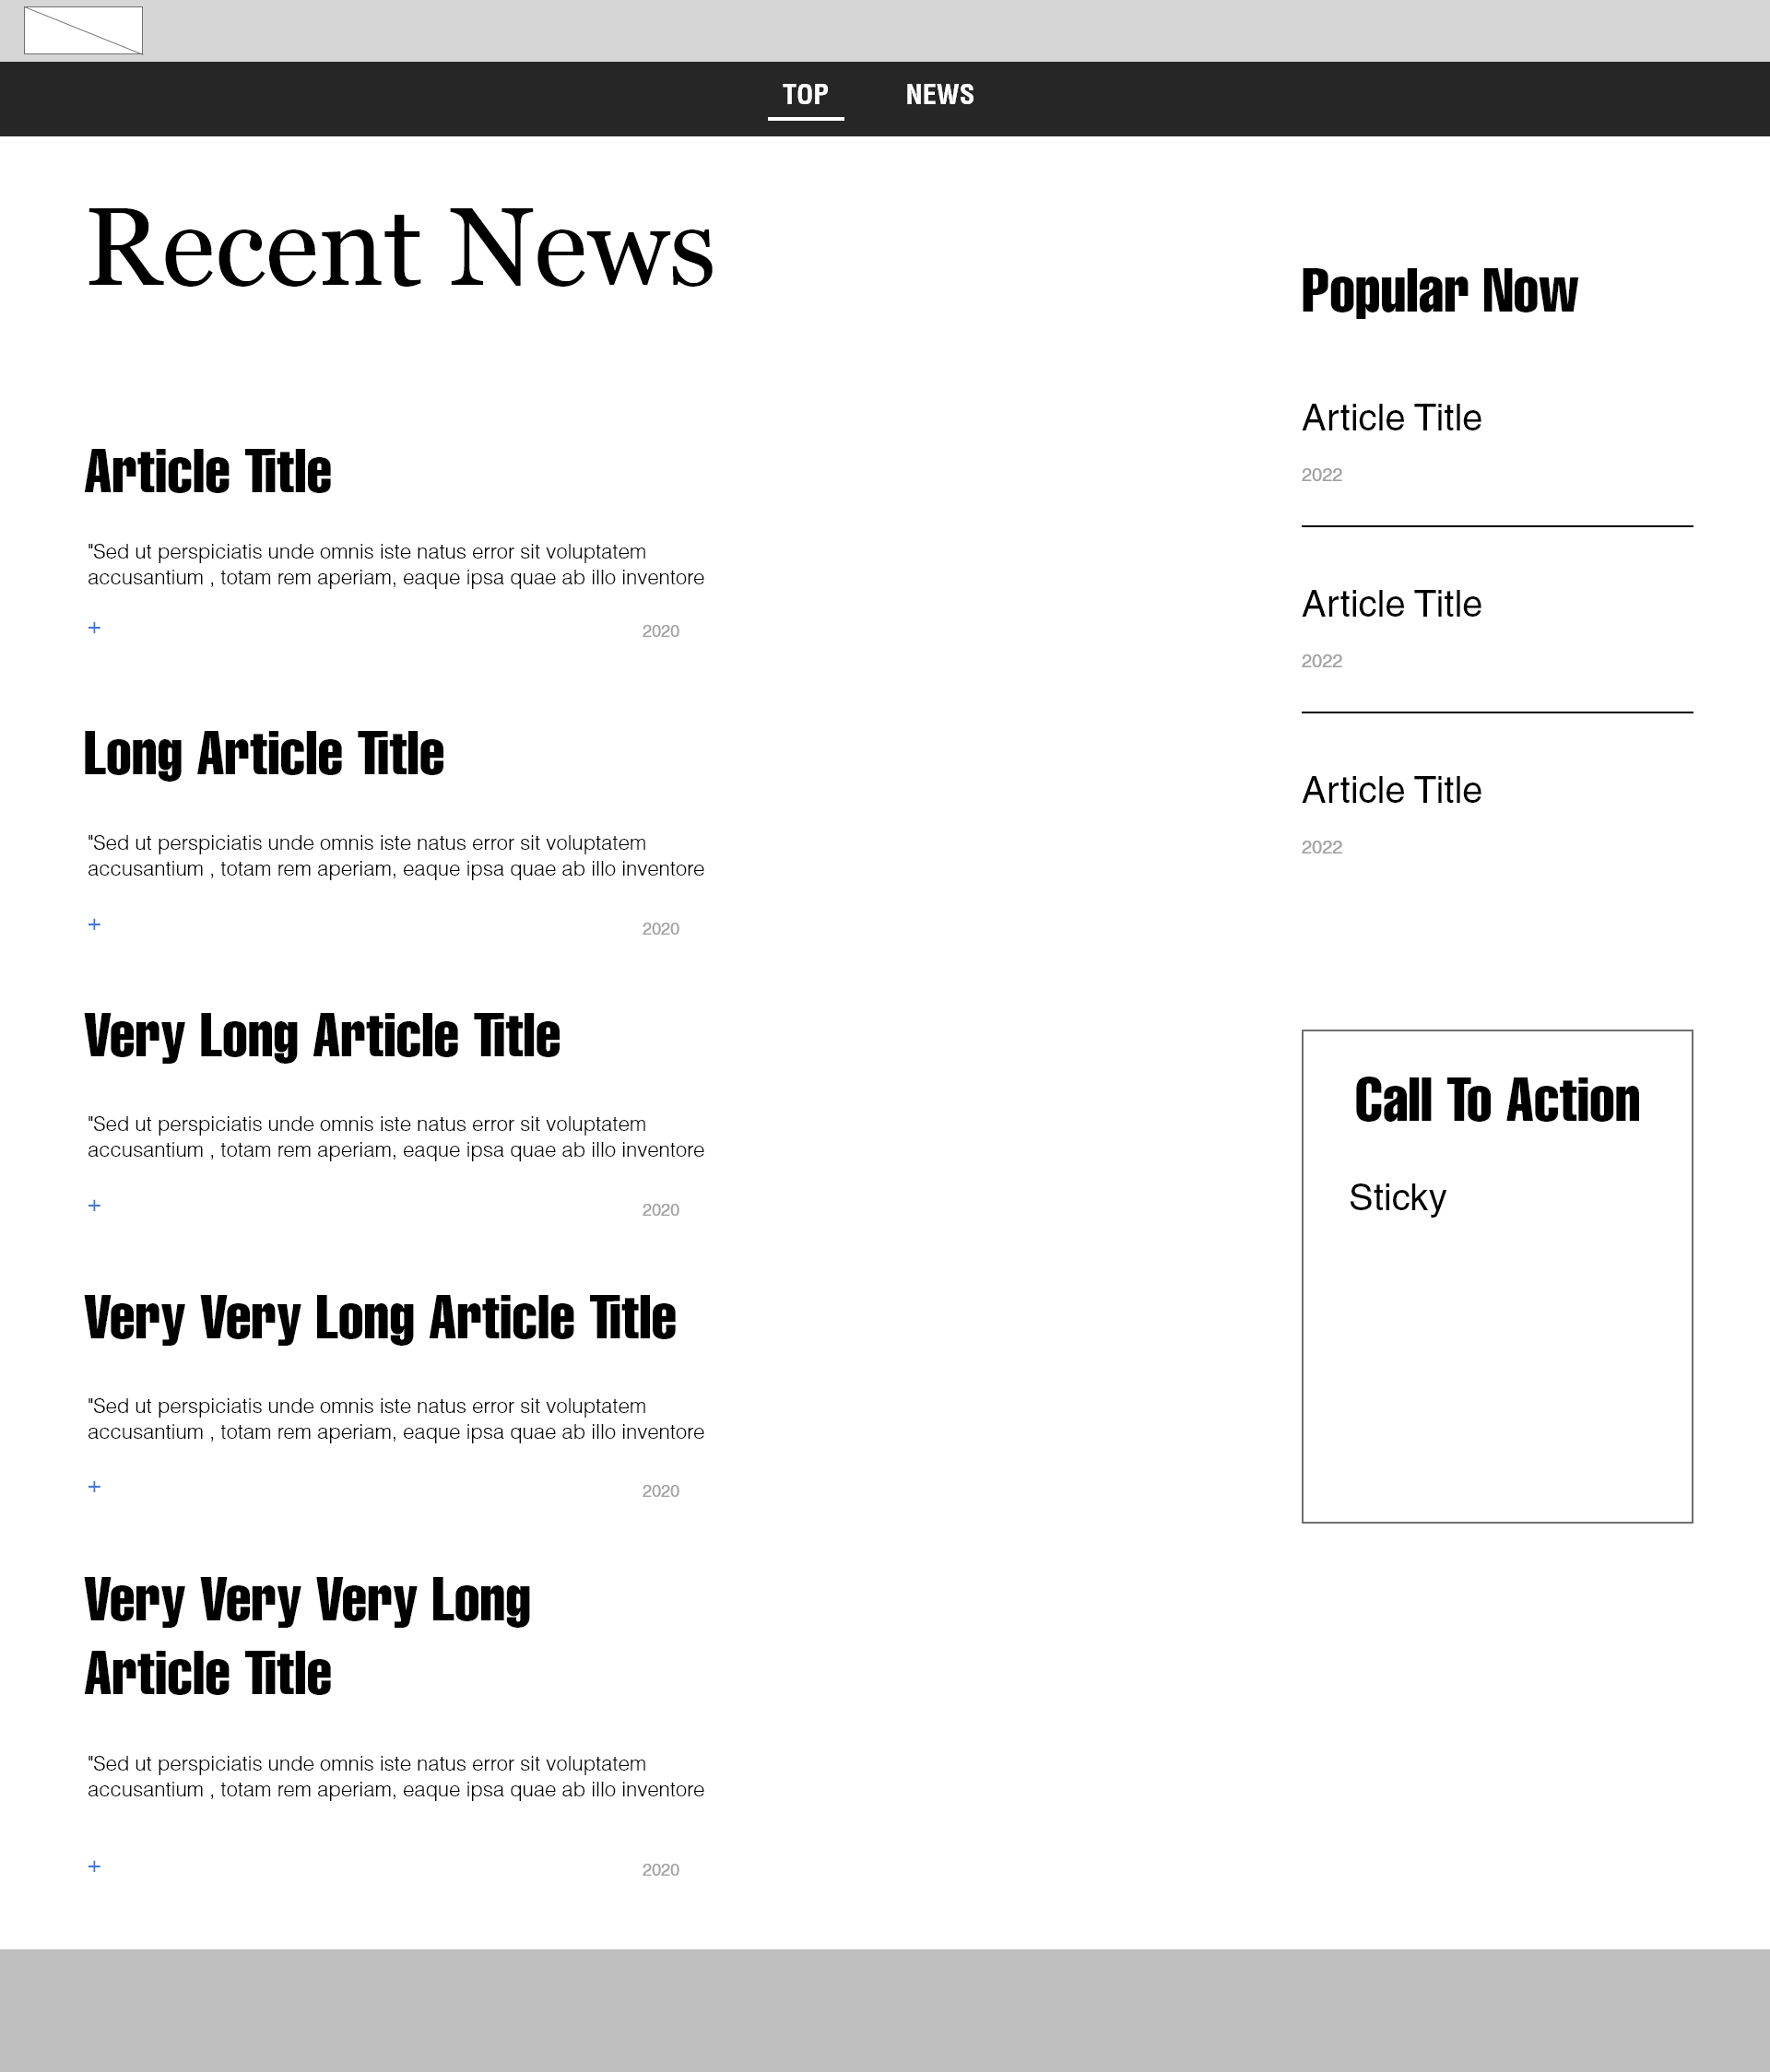 TOP
NEWS
Recent News
Article Title
"Sed ut perspiciatis unde omnis iste natus error sit voluptatem
accusantium , totam rem aperiam, eaque ipsa quae ab illo inventore
+
2020
Long Article Title
"Sed ut perspiciatis unde omnis iste natus error sit voluptatem
accusantium , totam rem aperiam, eaque ipsa quae ab illo inventore
+
2020
Very Long Article Title
"Sed ut perspiciatis unde omnis iste natus error sit voluptatem
accusantium , totam rem aperiam, eaque ipsa quae ab illo inventore
+
2020
Very Very Long Article Title
"Sed ut perspiciatis unde omnis iste natus error sit voluptatem
accusantium , totam rem aperiam, eaque ipsa quae ab illo inventore
+
2020
Very Very Very Long
Article Title
"Sed ut perspiciatis unde omnis iste natus error sit voluptatem
accusantium , totam rem aperiam, eaque ipsa quae ab illo inventore
+
2020
Popular Now
Article Title
2022
Article Title
2022
Article Title
2022
Call To Action
Sticky